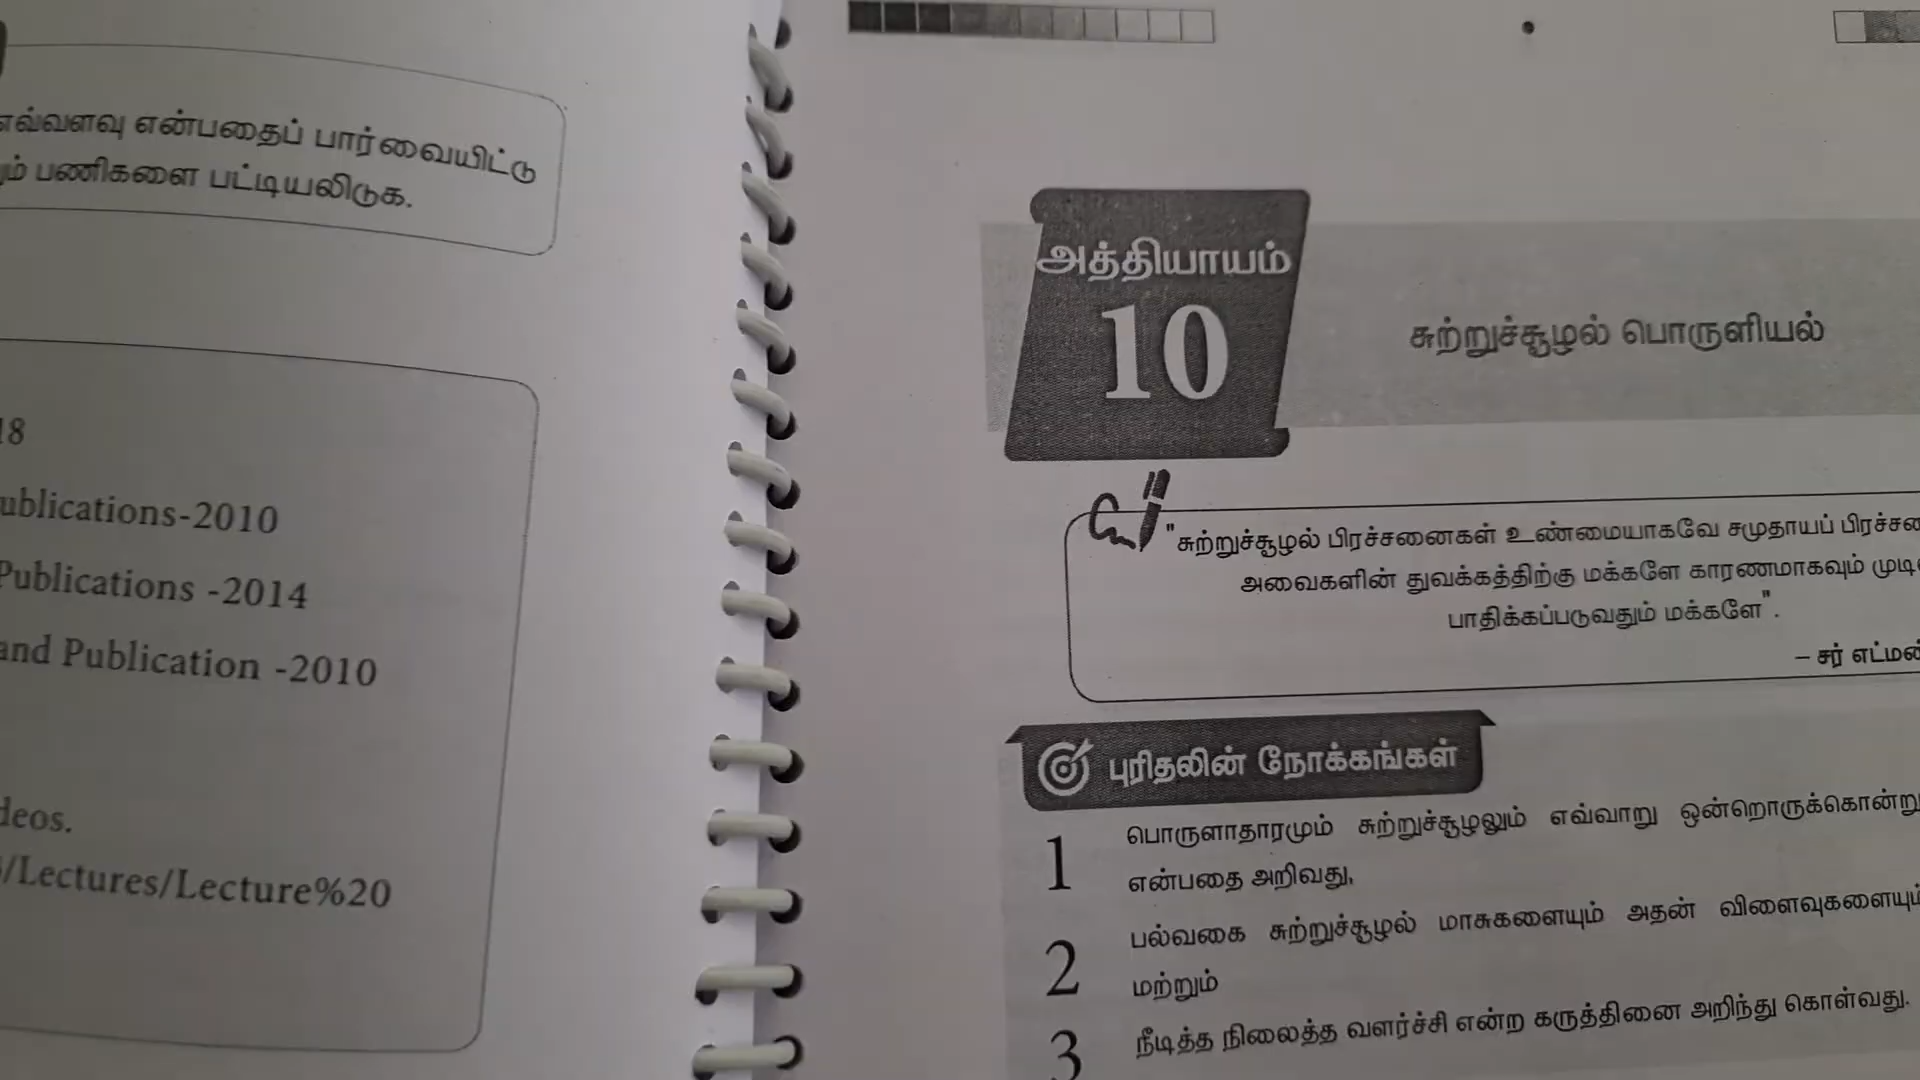 எவ்வளவு என்பதைப் பார்வையிட்டு
பணிகளை பட்டியலிடுக.
18
ublications-2010
Publications -2014
and Publication -2010
deos.
/Lectures/Lecture%20
அத்தியாயம்
10
சுற்றுச்சூழல் பொருளியல்
"சுற்றுச்சூழல் பிரச்சனைகள் உண்மையாகவே சமுதாயப்
அவைகளின் துவக்கத்திற்கு மக்களே காரணமாகவும்
பாதிக்கப்படுவதும் மக்களே".
– சர்
புரிதலின் நோக்கங்கள்
1 பொருளாதாரமும் சுற்றுச்சூழலும் எவ்வாறு ஒன்றொருக்கொன்று
என்பதை அறிவது,
2 பல்வகை சுற்றுச்சூழல் மாசுகளையும் அதன் விளைவுகளையும்
மற்றும்
3 நீடித்த நிலைத்த வளர்ச்சி என்ற கருத்தினை அறிந்து கொள்வது.